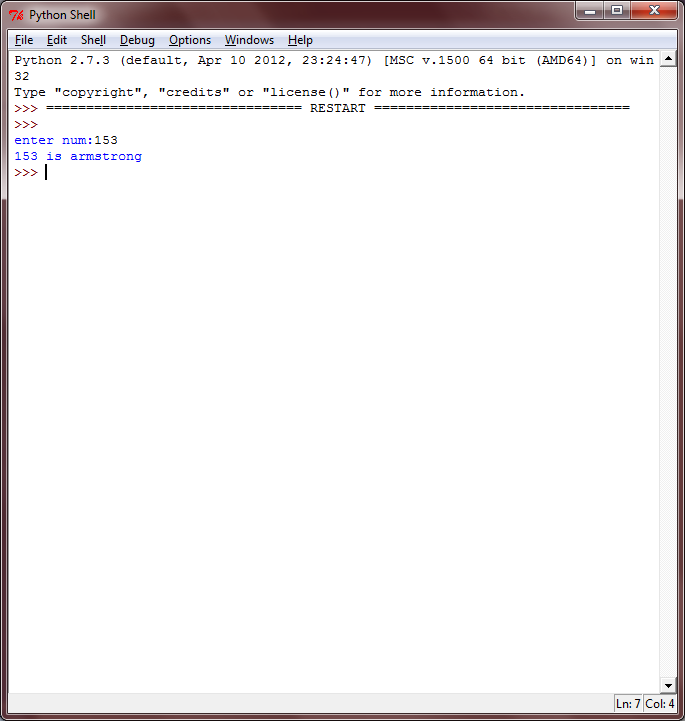 Python Shell
File Edit Shell Debug Options Windows Help
Python 2.7.3 (default, Apr 10 2012, 23:24:47) [MSC v.1500 64 bit (AMD64)] on win
32
Type "copyright", "credits" or "license()" for more information.
>>> ================================ RESTART ================================
>>>
enter num:153
153 is armstrong
>>>
Ln: 7 Col: 4